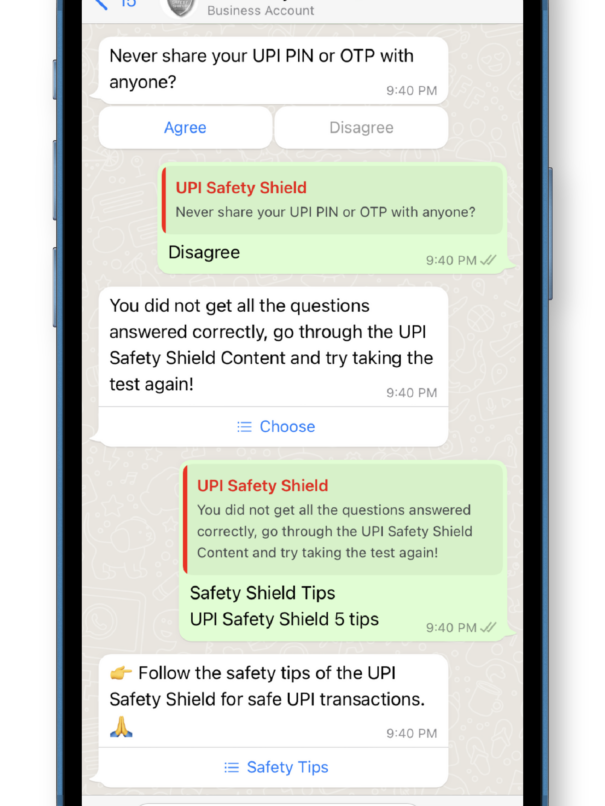 15
Business Account
Never share your UPI PIN or OTP with
anyone?
9:40 PM
Agree
Disagree
UPI Safety Shield
Never share your UPI PIN or OTP with anyone?
Disagree
9:40 PM
You did not get all the questions
answered correctly, go through the UPI
Safety Shield Content and try taking the
test again!
9:40 PM
Choose
UPI Safety Shield
You did not get all the questions answered
correctly, go through the UPI Safety Shield
Content and try taking the test again!
Safety Shield Tips
UPI Safety Shield 5 tips
9:40 PM
👉 Follow the safety tips of the UPI
Safety Shield for safe UPI transactions.
🙏
9:40 PM
Safety Tips